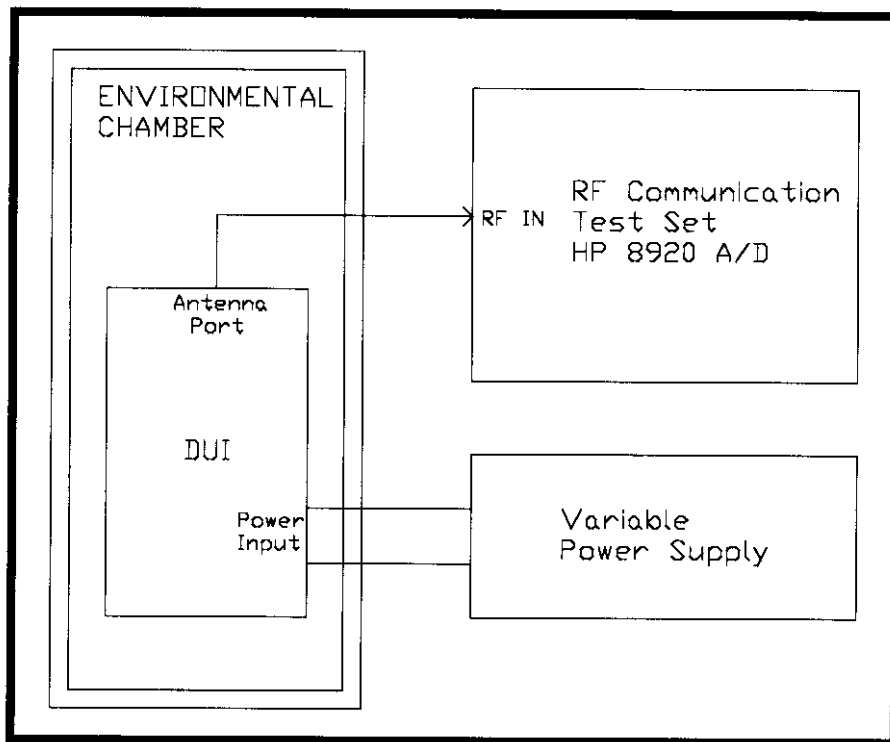 ENVIRONMENTAL
CHAMBER
RF IN
RF Communication
Test Set
HP 8920 A/D
Antenna
Port
DUI
Power
Input
Variable
Power Supply